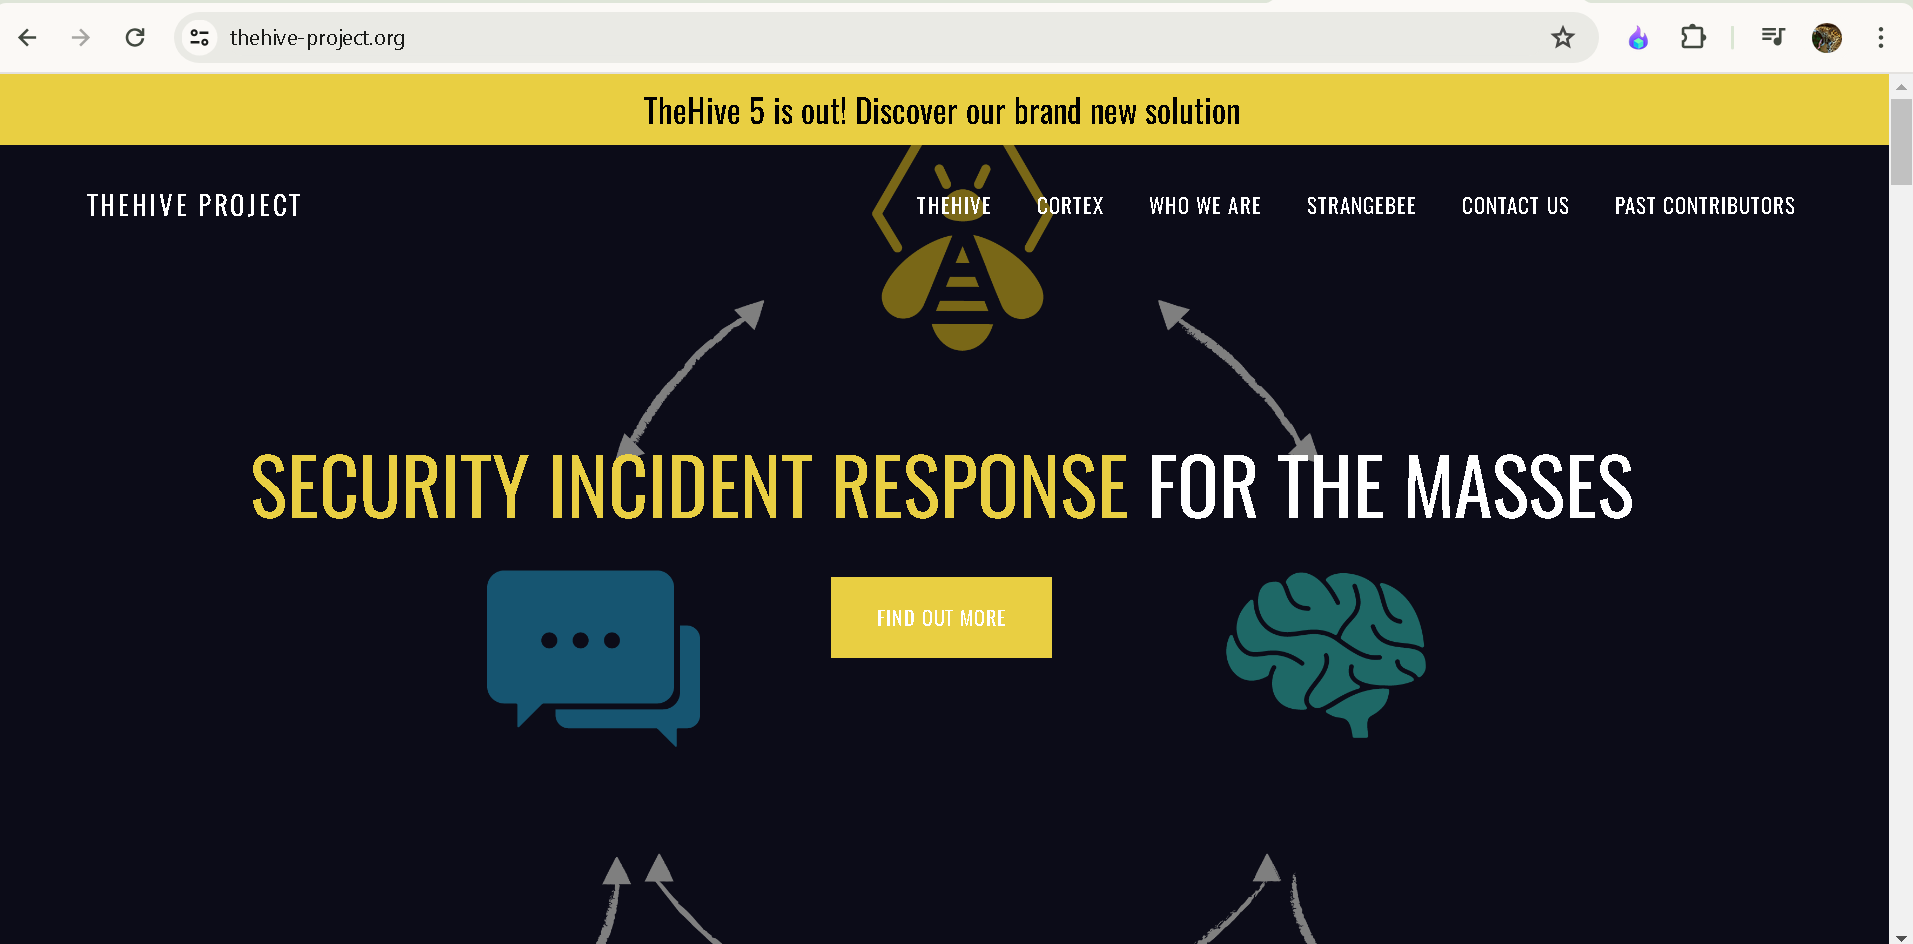 thehive-project.org
TheHive 5 is out! Discover our brand new solution
THEHIVE PROJECT
THEHIVE CORTEX WHO WE ARE STRANGEBEE CONTACT US PAST CONTRIBUTORS
SECURITY INCIDENT RESPONSE FOR THE MASSES
FIND OUT MORE